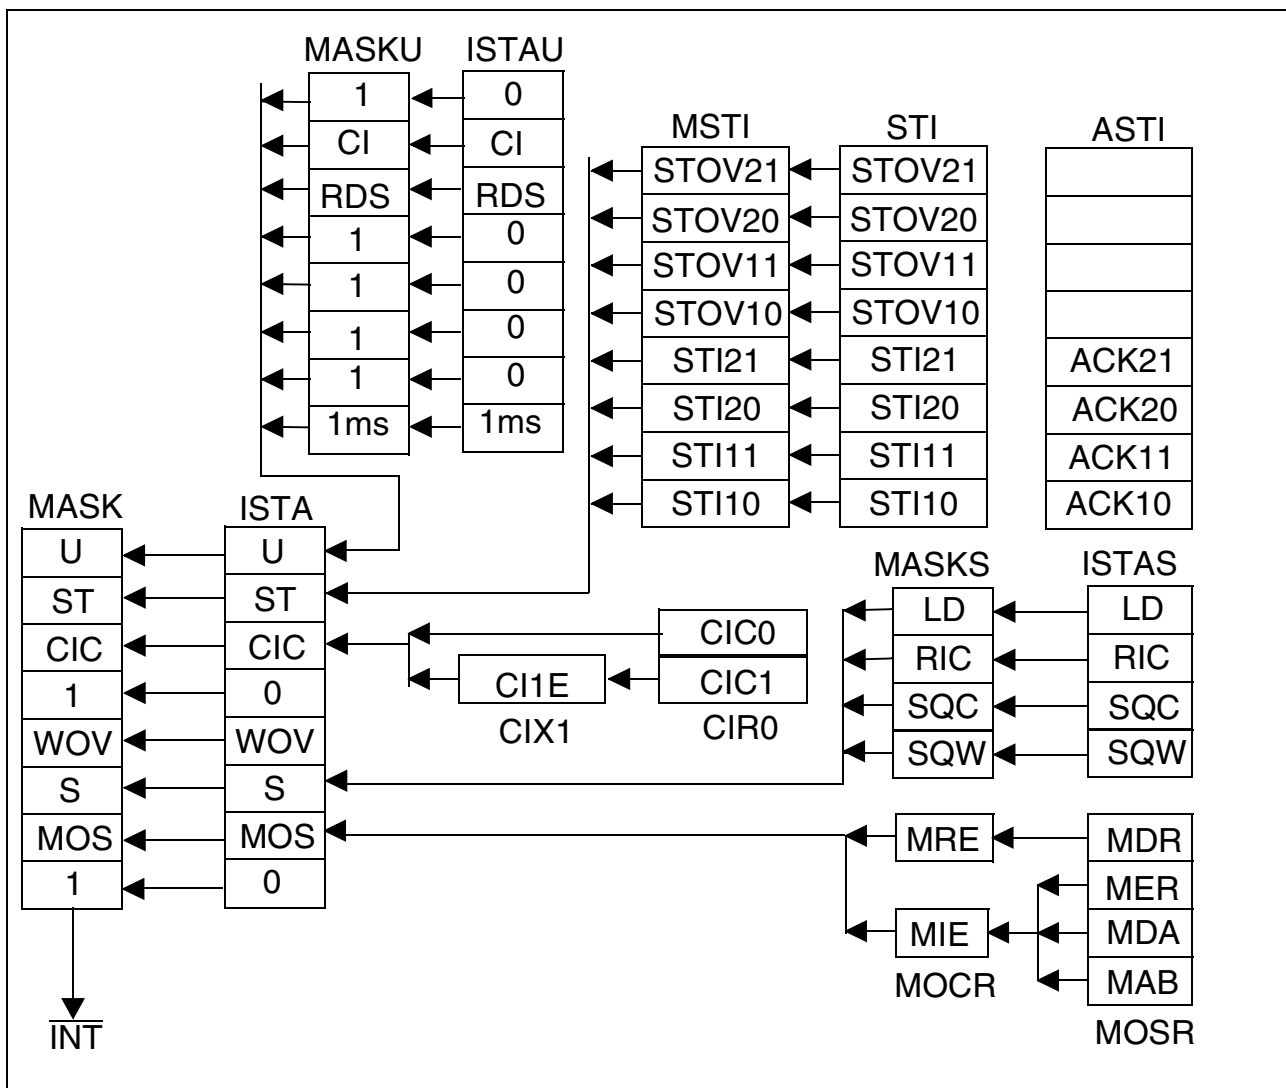 MASKU ISTAU
1 0
CI CI
RDS RDS
1 0
1 0
1 0
1 0
1ms 1ms
MSTI STI ASTI
STOV21 STOV21
STOV20 STOV20
STOV11 STOV11
STOV10 STOV10
STI21 STI21 ACK21
STI20 STI20 ACK20
STI11 STI11 ACK11
STI10 STI10 ACK10
MASK ISTA
U U
ST ST
CIC CIC
1 0
WOV WOV
S S
MOS MOS
1 0
INT
CIC0
CI1E CIC1
CIX1 CIR0
MASKS ISTAS
LD LD
RIC RIC
SQC SQC
SQW SQW
MRE MDR
MER
MIE MDA
MAB
MOCR
MOSR